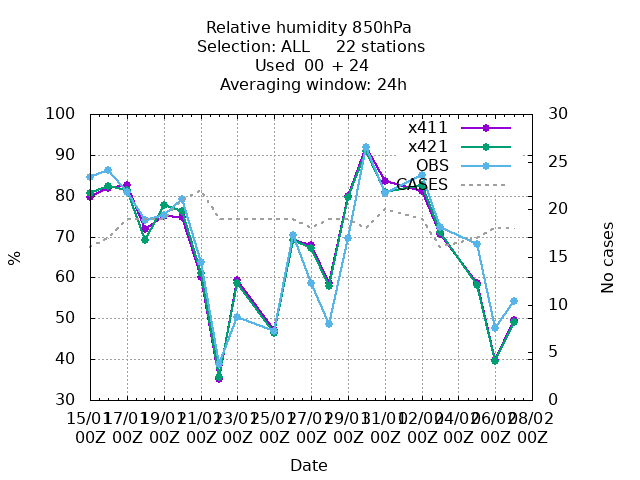 Relative humidity 850hPa
Selection: ALL     22 stations
Used  00 + 24
Averaging window: 24h
100 30
x411
x421
OBS
CASES
90 25
80 20
70
60 15
50 10
40 5
30 0
%
No cases
15/01 17/01 19/01 21/01 23/01 25/01 27/01 29/01 31/01 02/02 04/02 06/02 08/02
00Z 00Z 00Z 00Z 00Z 00Z 00Z 00Z 00Z 00Z 00Z 00Z 00Z
Date